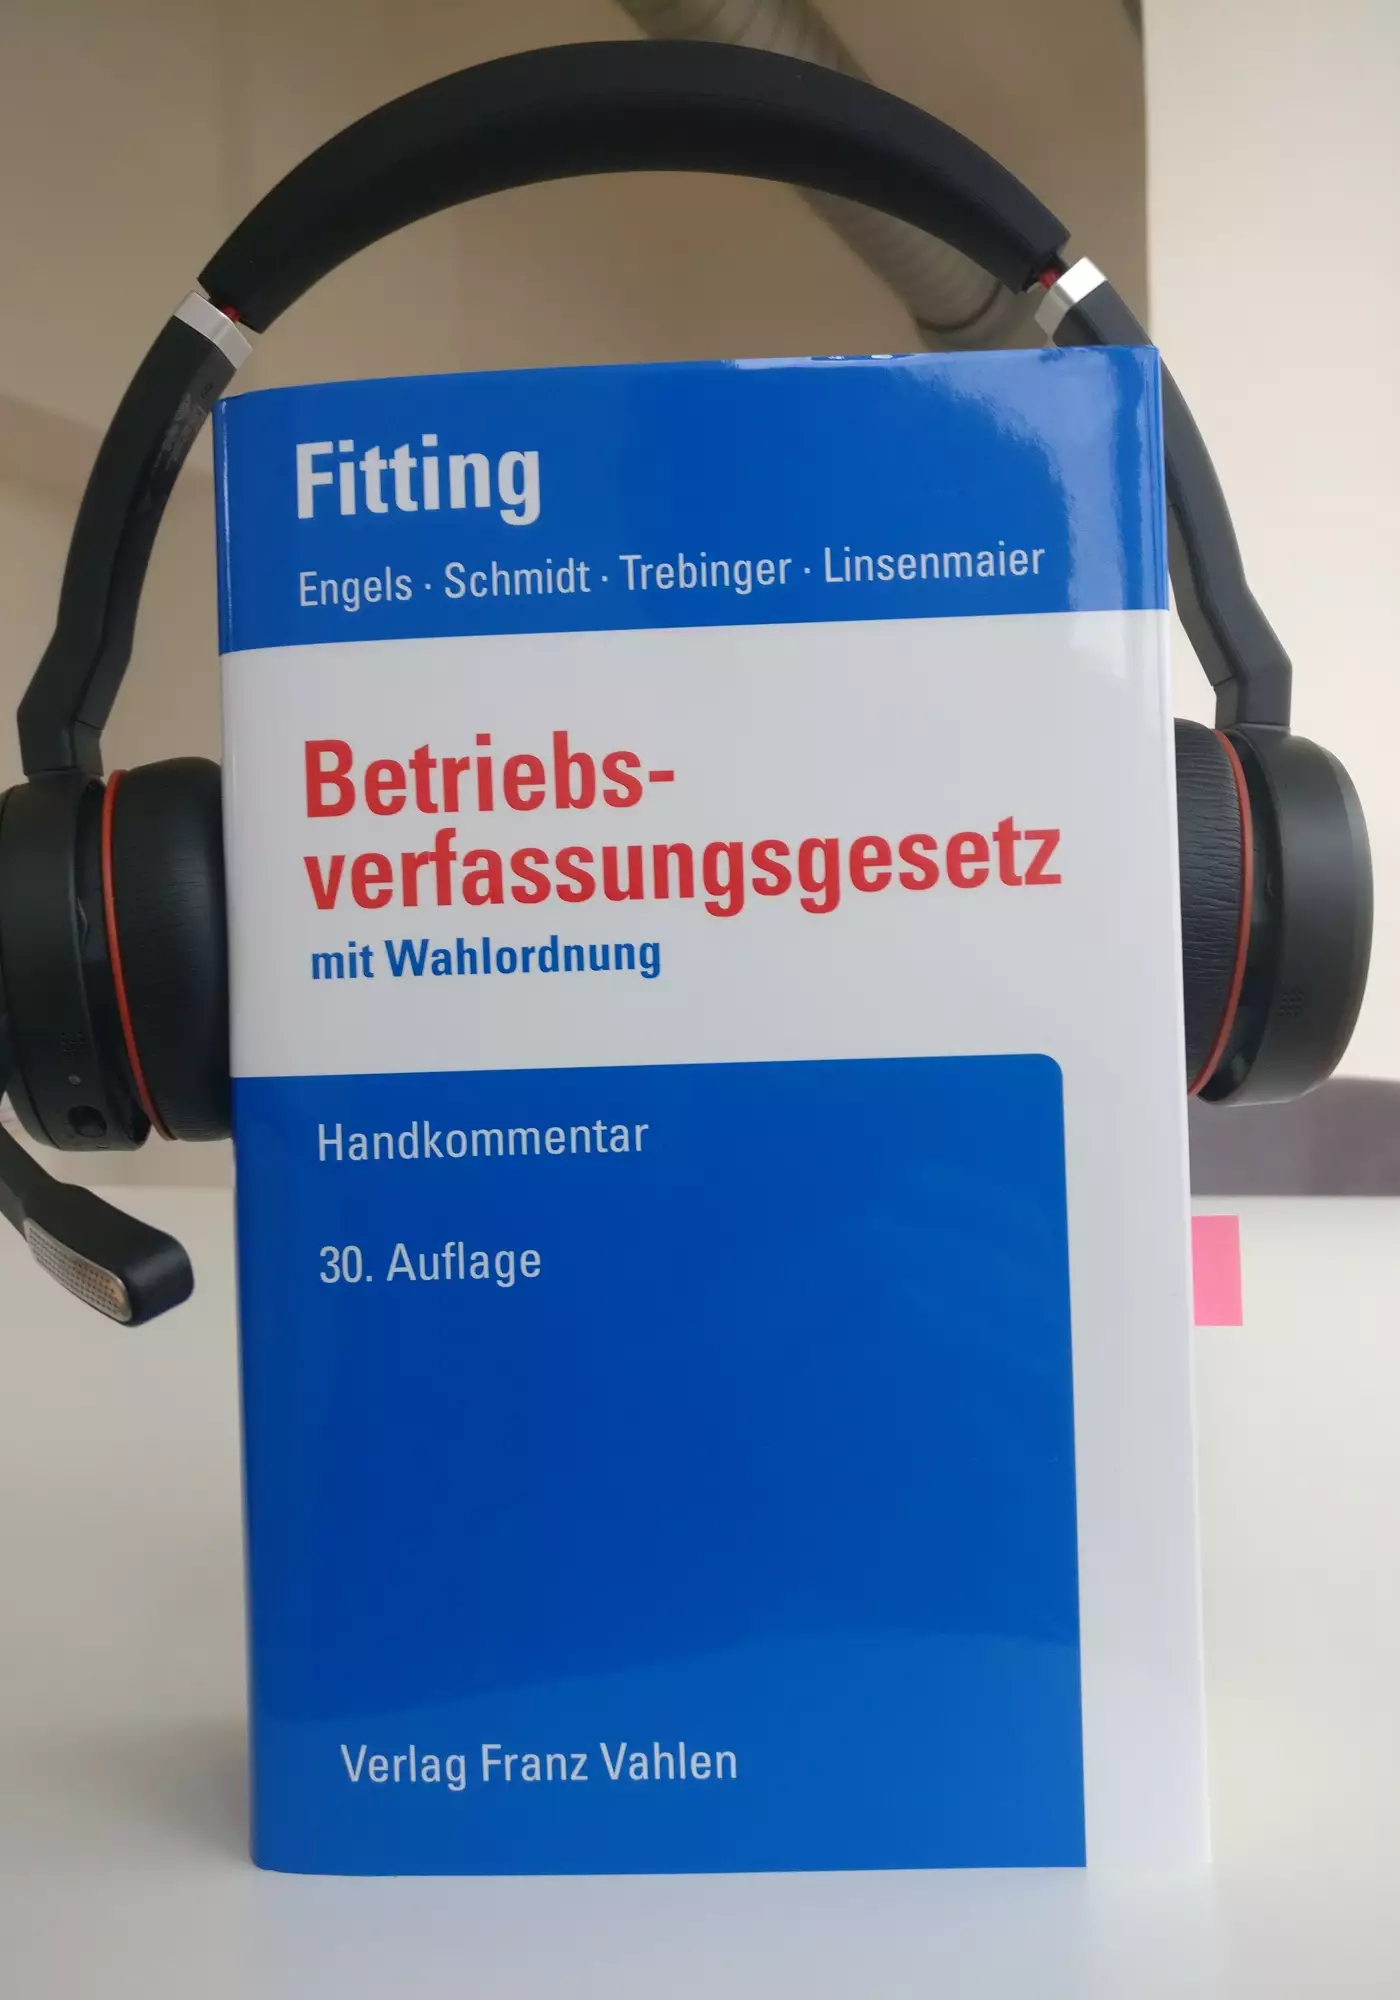 Fitting
Engels · Schmidt · Trebinger · Linsenmaier
Betriebs-
verfassungsgesetz
mit Wahlordnung
Handkommentar
30. Auflage
Verlag Franz Vahlen